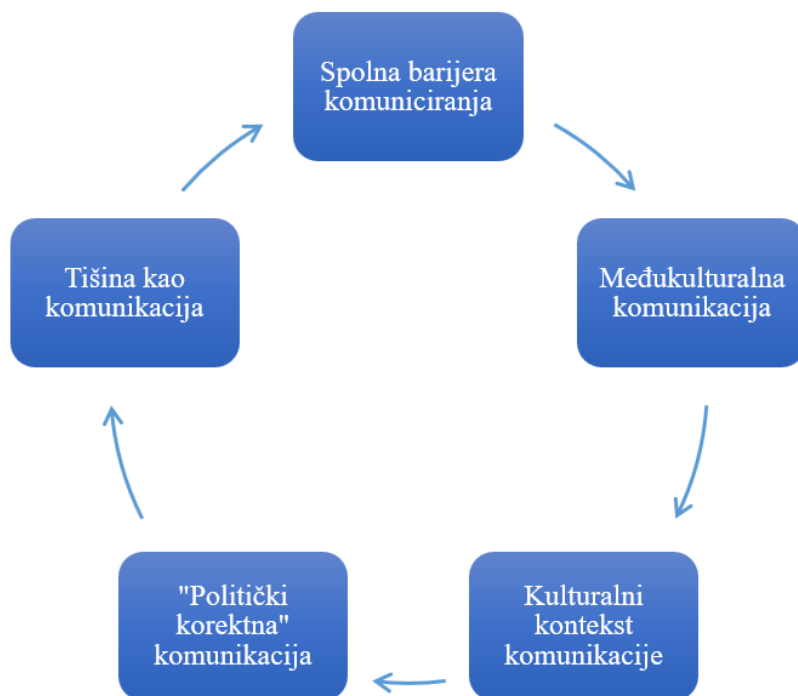 Spolna barijera
komuniciranja
Međukulturalna
komunikacija
Kulturalni
kontekst
komunikacije
"Politički
korektna"
komunikacija
Tišina kao
komunikacija